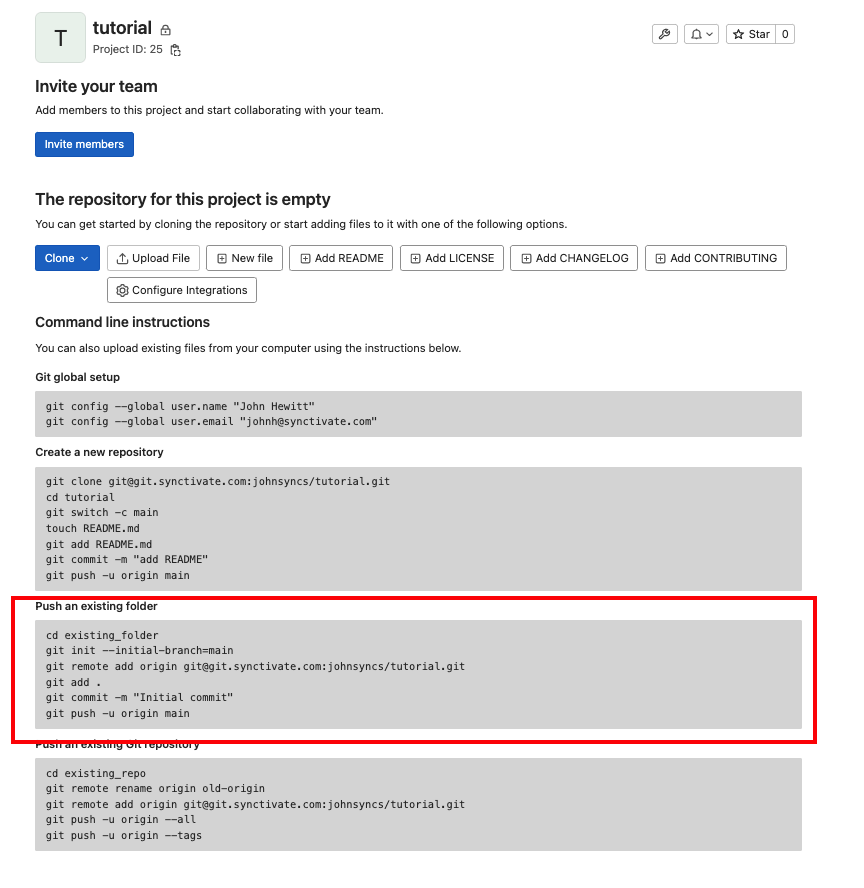 T
tutorial
Project ID: 25
Star 0
Invite your team
Add members to this project and start collaborating with your team.
Invite members
The repository for this project is empty
You can get started by cloning the repository or start adding files to it with one of the following options.
Clone Upload File New file Add README Add LICENSE Add CHANGELOG Add CONTRIBUTING
Configure Integrations
Command line instructions
You can also upload existing files from your computer using the instructions below.
Git global setup
git config --global user.name "John Hewitt"
git config --global user.email "johnh@synctivate.com"
Create a new repository
git clone git@git.synctivate.com:johnsyncs/tutorial.git
cd tutorial
git switch -c main
touch README.md
git add README.md
git commit -m "add README"
git push -u origin main
Push an existing folder
cd existing_folder
git init --initial-branch=main
git remote add origin git@git.synctivate.com:johnsyncs/tutorial.git
git add .
git commit -m "Initial commit"
git push -u origin main
Push an existing Git repository
cd existing_repo
git remote rename origin old-origin
git remote add origin git@git.synctivate.com:johnsyncs/tutorial.git
git push -u origin --all
git push -u origin --tags